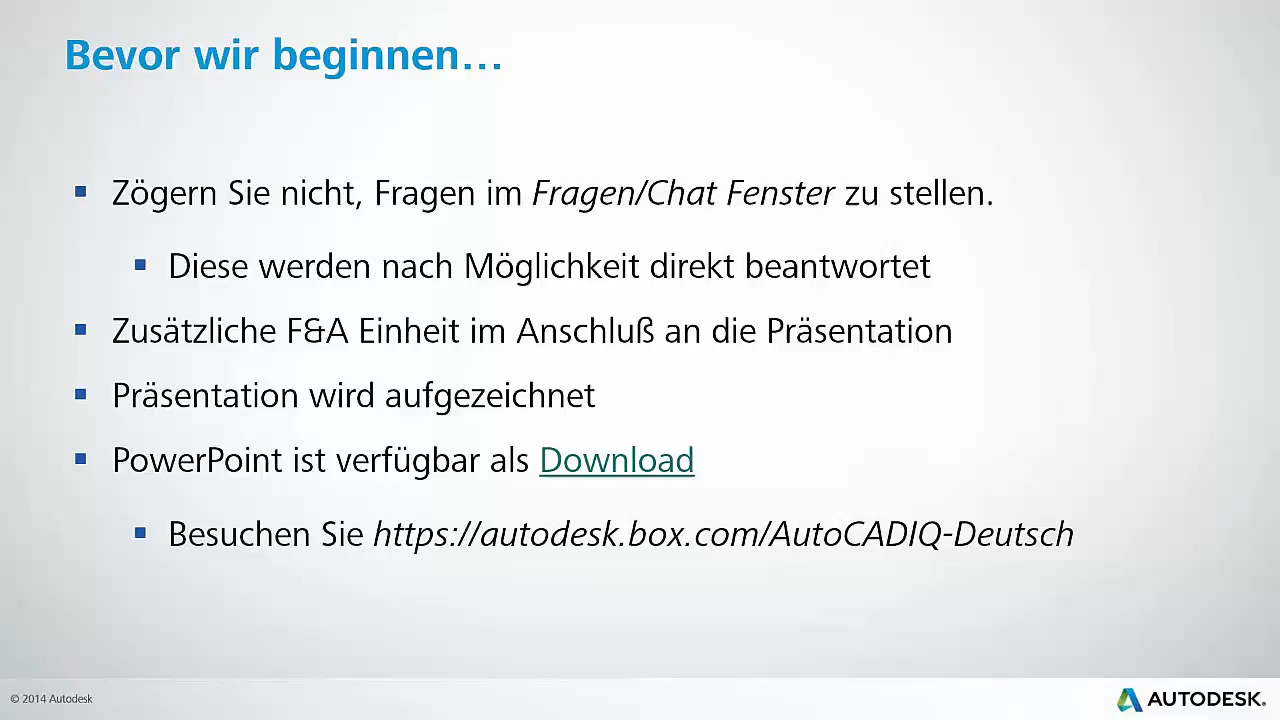 Bevor wir beginnen…
Zögern Sie nicht, Fragen im Fragen/Chat Fenster zu stellen.
Diese werden nach Möglichkeit direkt beantwortet
Zusätzliche F&A Einheit im Anschluß an die Präsentation
Präsentation wird aufgezeichnet
PowerPoint ist verfügbar als Download
Besuchen Sie https://autodesk.box.com/AutoCADIQ-Deutsch
© 2014 Autodesk
AUTODESK.